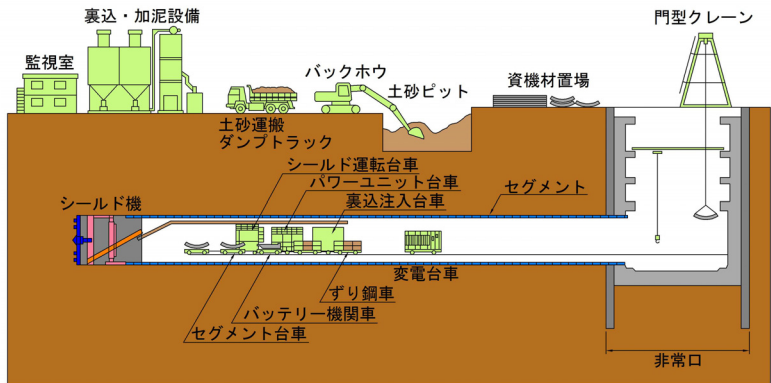 裏込・加泥設備
門型クレーン
監視室
バックホウ
資機材置場
土砂ピット
土砂運搬
ダンプトラック
シールド運転台車
パワーユニット台車
セグメント
シールド機
裏込注入台車
変電台車
ずり鋼車
バッテリー機関車
セグメント台車
非常口